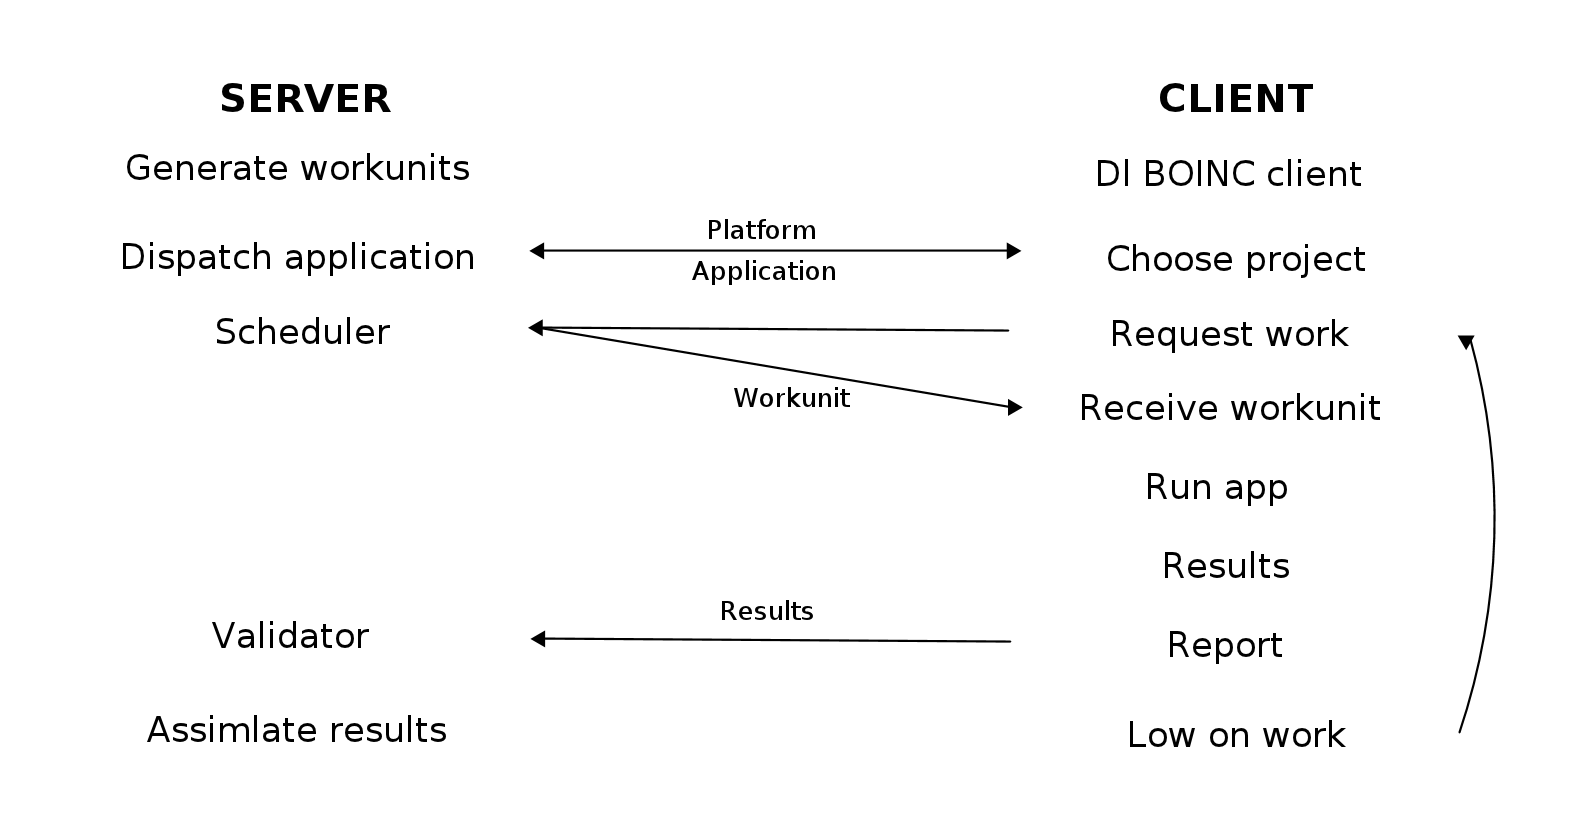 SERVER
CLIENT
Generate workunits
Dl BOINC client
Platform
Dispatch application
Choose project
Application
Scheduler
Request work
Workunit
Receive workunit
Run app
Results
Results
Validator
Report
Assimlate results
Low on work